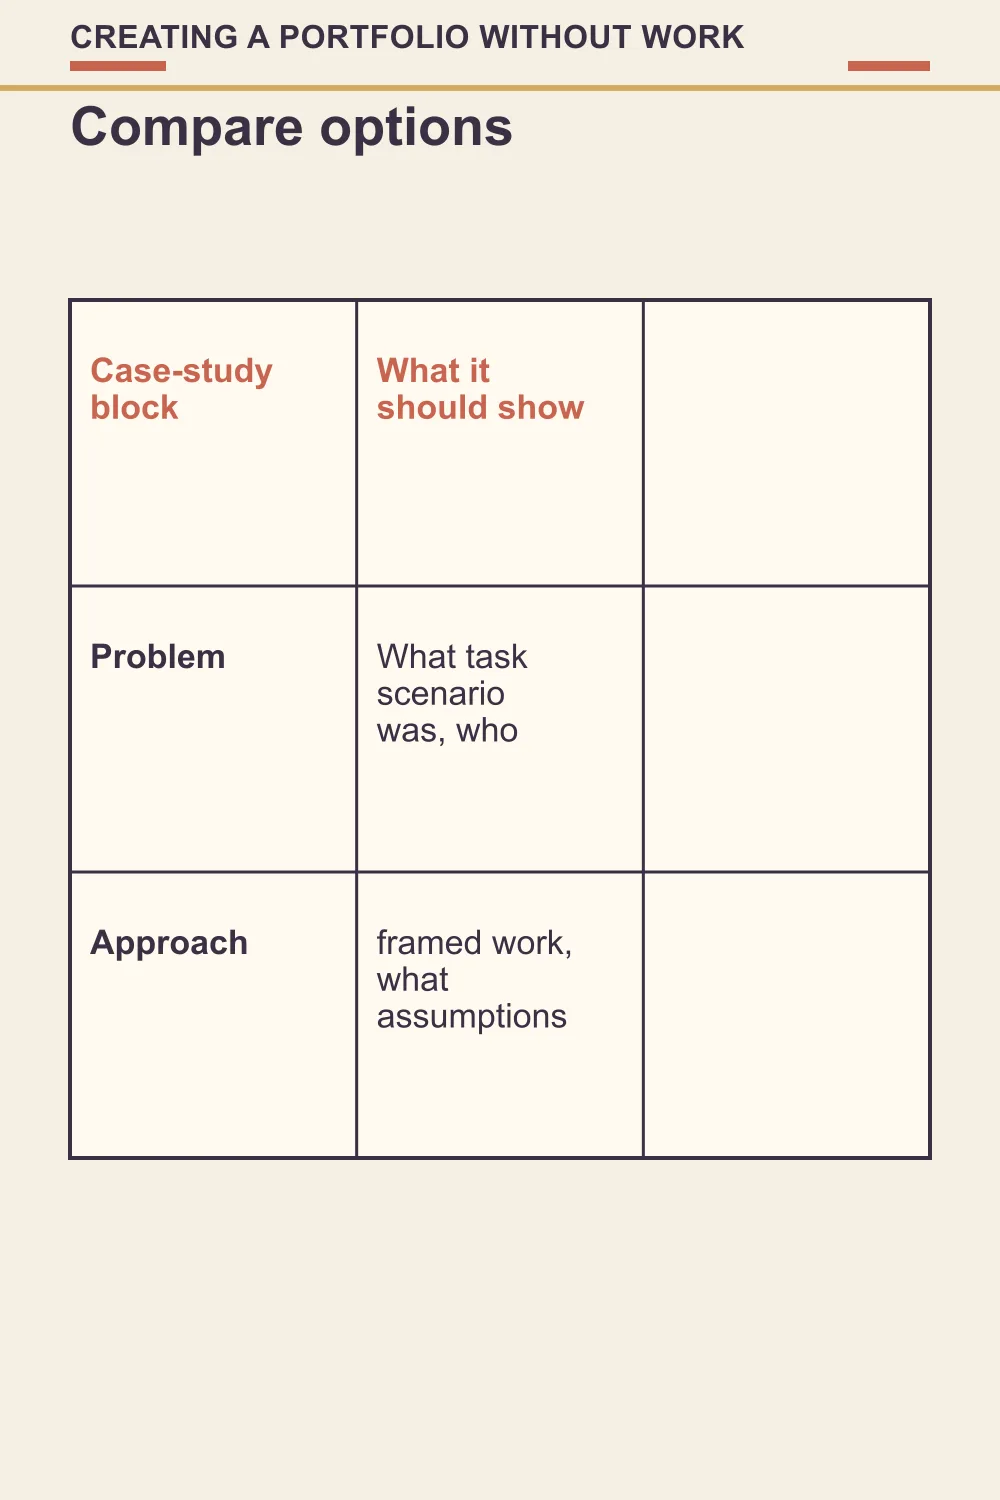 CREATING A PORTFOLIO WITHOUT WORK
Compare options
Case-study
block
What it
should show
Problem
What task
scenario
was, who
Approach
framed work,
what
assumptions